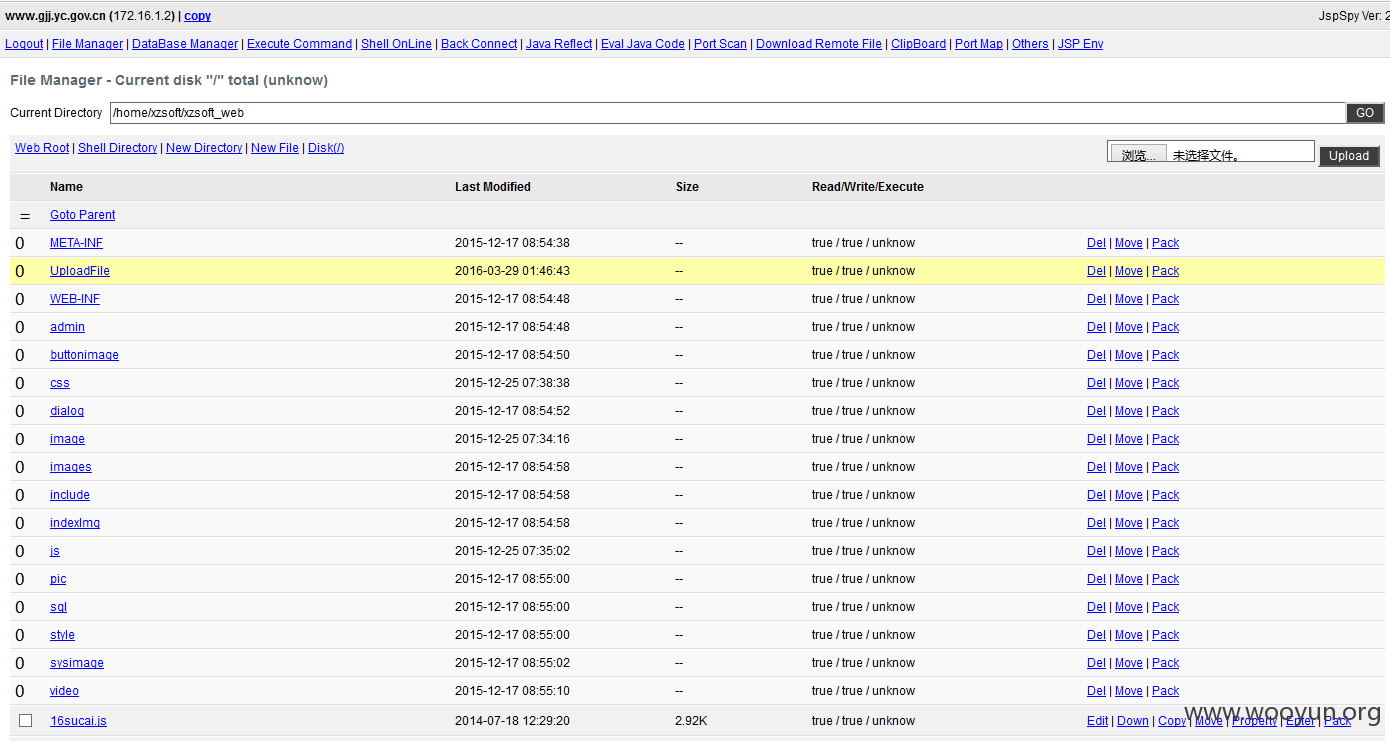 www.gjj.yc.gov.cn (172.16.1.2) | copy JspSpy Ver: 2
Logout | File Manager | DataBase Manager | Execute Command | Shell OnLine | Back Connect | Java Reflect | Eval Java Code | Port Scan | Download Remote File | ClipBoard | Port Map | Others | JSP Env
File Manager - Current disk "/" total (unknow)
Current Directory /home/xzsoft/xzsoft_web GO
Web Root | Shell Directory | New Directory | New File | Disk(/) 浏览... 未选择文件。 Upload
Name Last Modified Size Read/Write/Execute
= Goto Parent
0 META-INF 2015-12-17 08:54:38 -- true / true / unknow Del | Move | Pack
0 UploadFile 2016-03-29 01:46:43 -- true / true / unknow Del | Move | Pack
0 WEB-INF 2015-12-17 08:54:48 -- true / true / unknow Del | Move | Pack
0 admin 2015-12-17 08:54:48 -- true / true / unknow Del | Move | Pack
0 buttonimage 2015-12-17 08:54:50 -- true / true / unknow Del | Move | Pack
0 css 2015-12-25 07:38:38 -- true / true / unknow Del | Move | Pack
0 dialog 2015-12-17 08:54:52 -- true / true / unknow Del | Move | Pack
0 image 2015-12-25 07:34:16 -- true / true / unknow Del | Move | Pack
0 images 2015-12-17 08:54:58 -- true / true / unknow Del | Move | Pack
0 include 2015-12-17 08:54:58 -- true / true / unknow Del | Move | Pack
0 indexImg 2015-12-17 08:54:58 -- true / true / unknow Del | Move | Pack
0 js 2015-12-25 07:35:02 -- true / true / unknow Del | Move | Pack
0 pic 2015-12-17 08:55:00 -- true / true / unknow Del | Move | Pack
0 sql 2015-12-17 08:55:00 -- true / true / unknow Del | Move | Pack
0 style 2015-12-17 08:55:00 -- true / true / unknow Del | Move | Pack
0 sysimage 2015-12-17 08:55:02 -- true / true / unknow Del | Move | Pack
0 video 2015-12-17 08:55:10 -- true / true / unknow Del | Move | Pack
16sucai.js 2014-07-18 12:29:20 2.92K true / true / unknow Edit | Down | Copy | Move | Property | Enter | Pack
www.wooyun.org